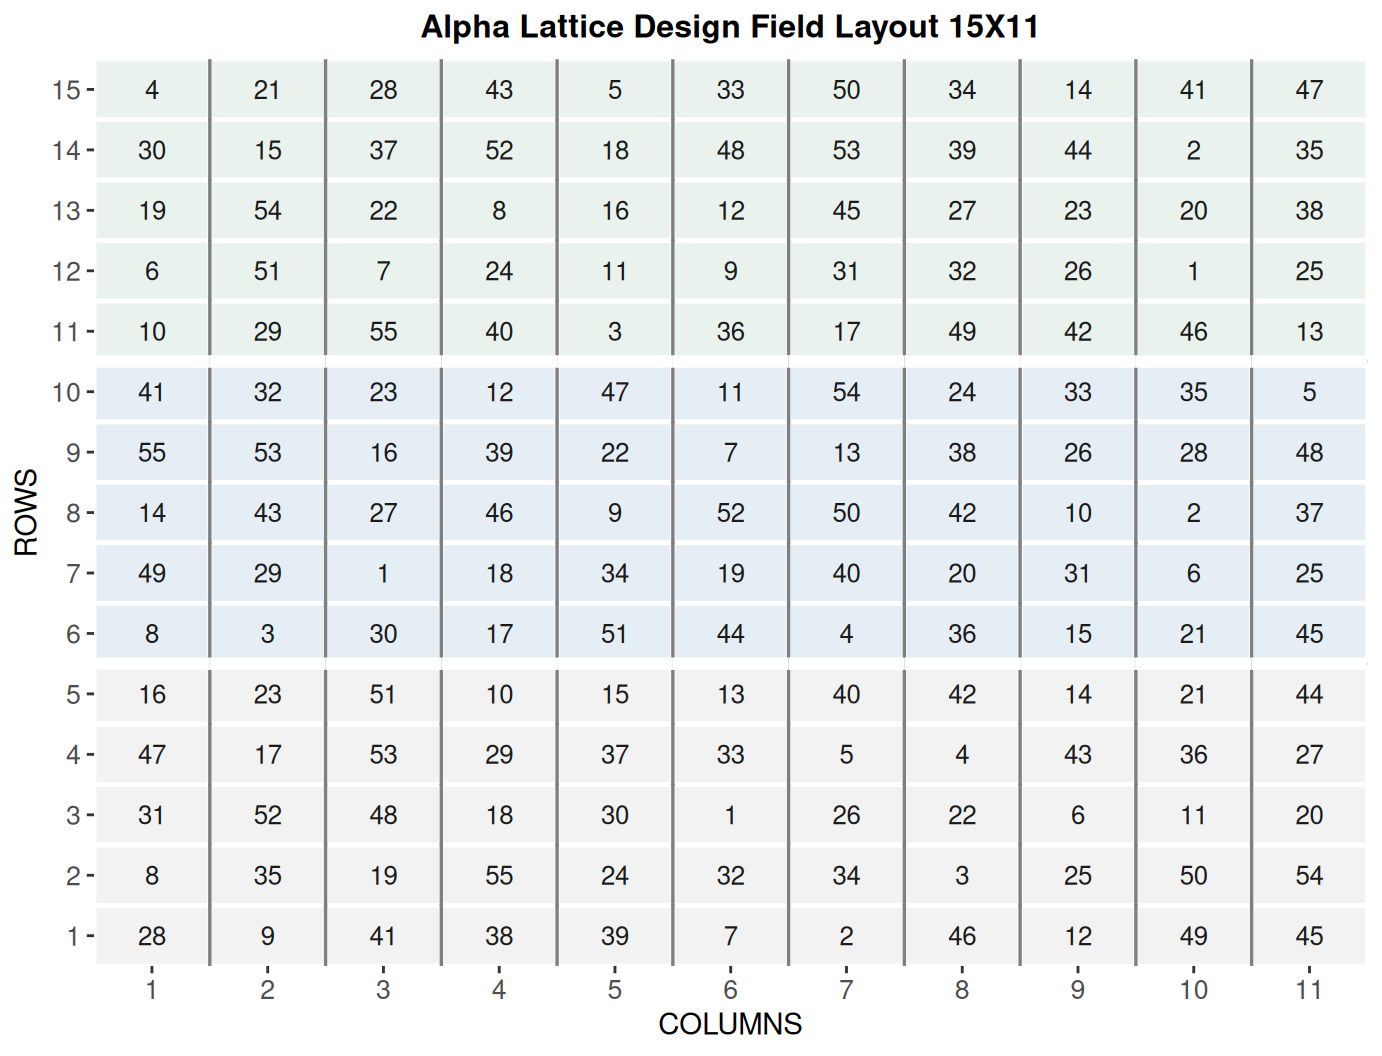 Alpha Lattice Design Field Layout 15X11
15 4 21 28 43 5 33 50 34 14 41 47
14 30 15 37 52 18 48 53 39 44 2 35
13 19 54 22 8 16 12 45 27 23 20 38
12 6 51 7 24 11 9 31 32 26 1 25
11 10 29 55 40 3 36 17 49 42 46 13
10 41 32 23 12 47 11 54 24 33 35 5
9 55 53 16 39 22 7 13 38 26 28 48
8 14 43 27 46 9 52 50 42 10 2 37
7 49 29 1 18 34 19 40 20 31 6 25
6 8 3 30 17 51 44 4 36 15 21 45
5 16 23 51 10 15 13 40 42 14 21 44
4 47 17 53 29 37 33 5 4 43 36 27
3 31 52 48 18 30 1 26 22 6 11 20
2 8 35 19 55 24 32 34 3 25 50 54
1 28 9 41 38 39 7 2 46 12 49 45
1 2 3 4 5 6 7 8 9 10 11
COLUMNS
ROWS